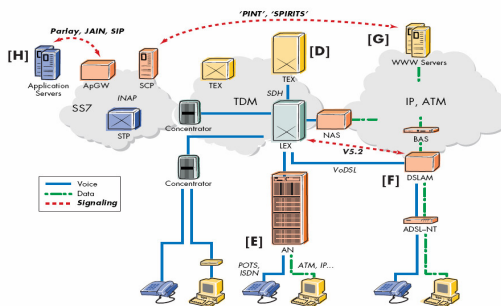 'PINT', 'SPIRITS'
Parlay, JAIN, SIP
[H]
[D]
[G]
WWW Servers
Application
Servers
ApGW
SCP
TEX
TEX
SDH
INAP
SS7
TDM
IP, ATM
STP
Concentrator
NAS
BAS
LEX
V5.2
VoDSL
DSLAM
[F]
Concentrator
Voice
Data
Signaling
ADSL–NT
[E]
AN
POTS,
ISDN
ATM, IP...